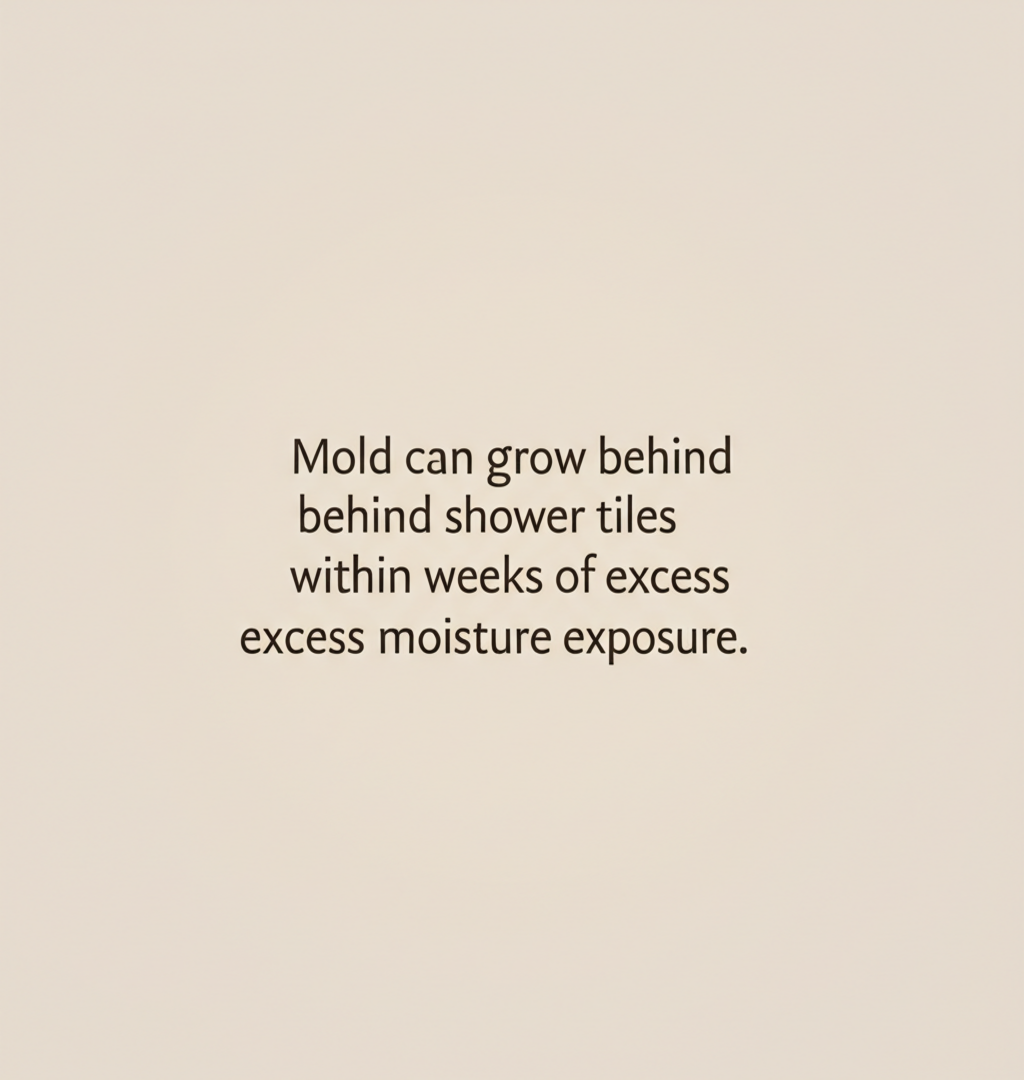 Mold can grow behind
behind shower tiles
within weeks of excess
excess moisture exposure.